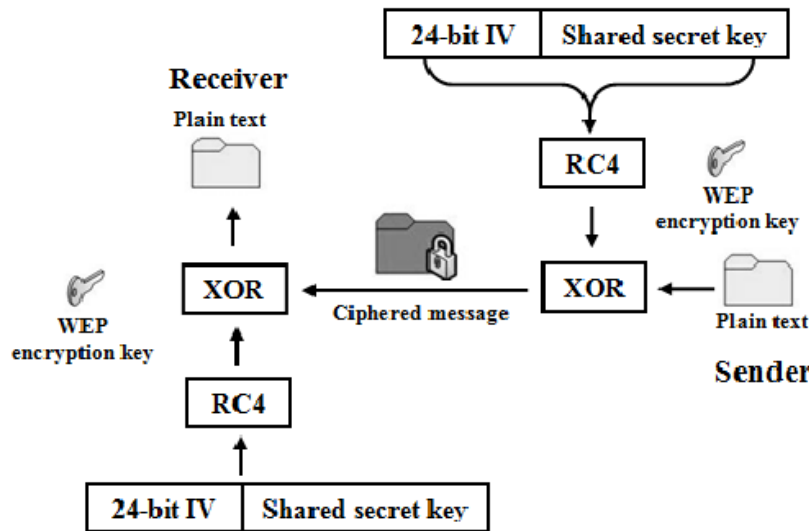 24-bit IV
Shared secret key
Receiver
Plain text
RC4
WEP
encryption key
XOR
XOR
WEP
encryption key
Ciphered message
Plain text
Sender
RC4
24-bit IV
Shared secret key